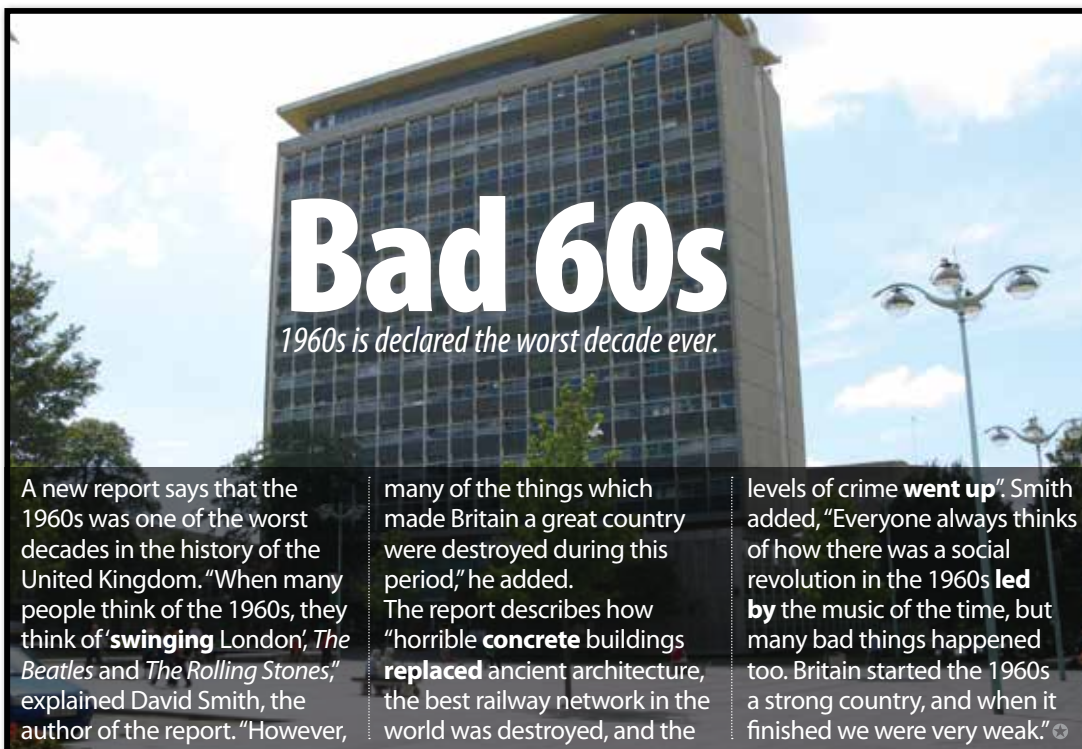 Bad 60s
1960s is declared the worst decade ever.
A new report says that the
1960s was one of the worst
decades in the history of the
United Kingdom. “When many
people think of the 1960s, they
think of ‘swinging London’, The
Beatles and The Rolling Stones,”
explained David Smith, the
author of the report. “However,
many of the things which
made Britain a great country
were destroyed during this
period,” he added.
The report describes how
“horrible concrete buildings
replaced ancient architecture,
the best railway network in the
world was destroyed, and the
levels of crime went up”. Smith
added, “Everyone always thinks
of how there was a social
revolution in the 1960s led
by the music of the time, but
many bad things happened
too. Britain started the 1960s
a strong country, and when it
finished we were very weak.”